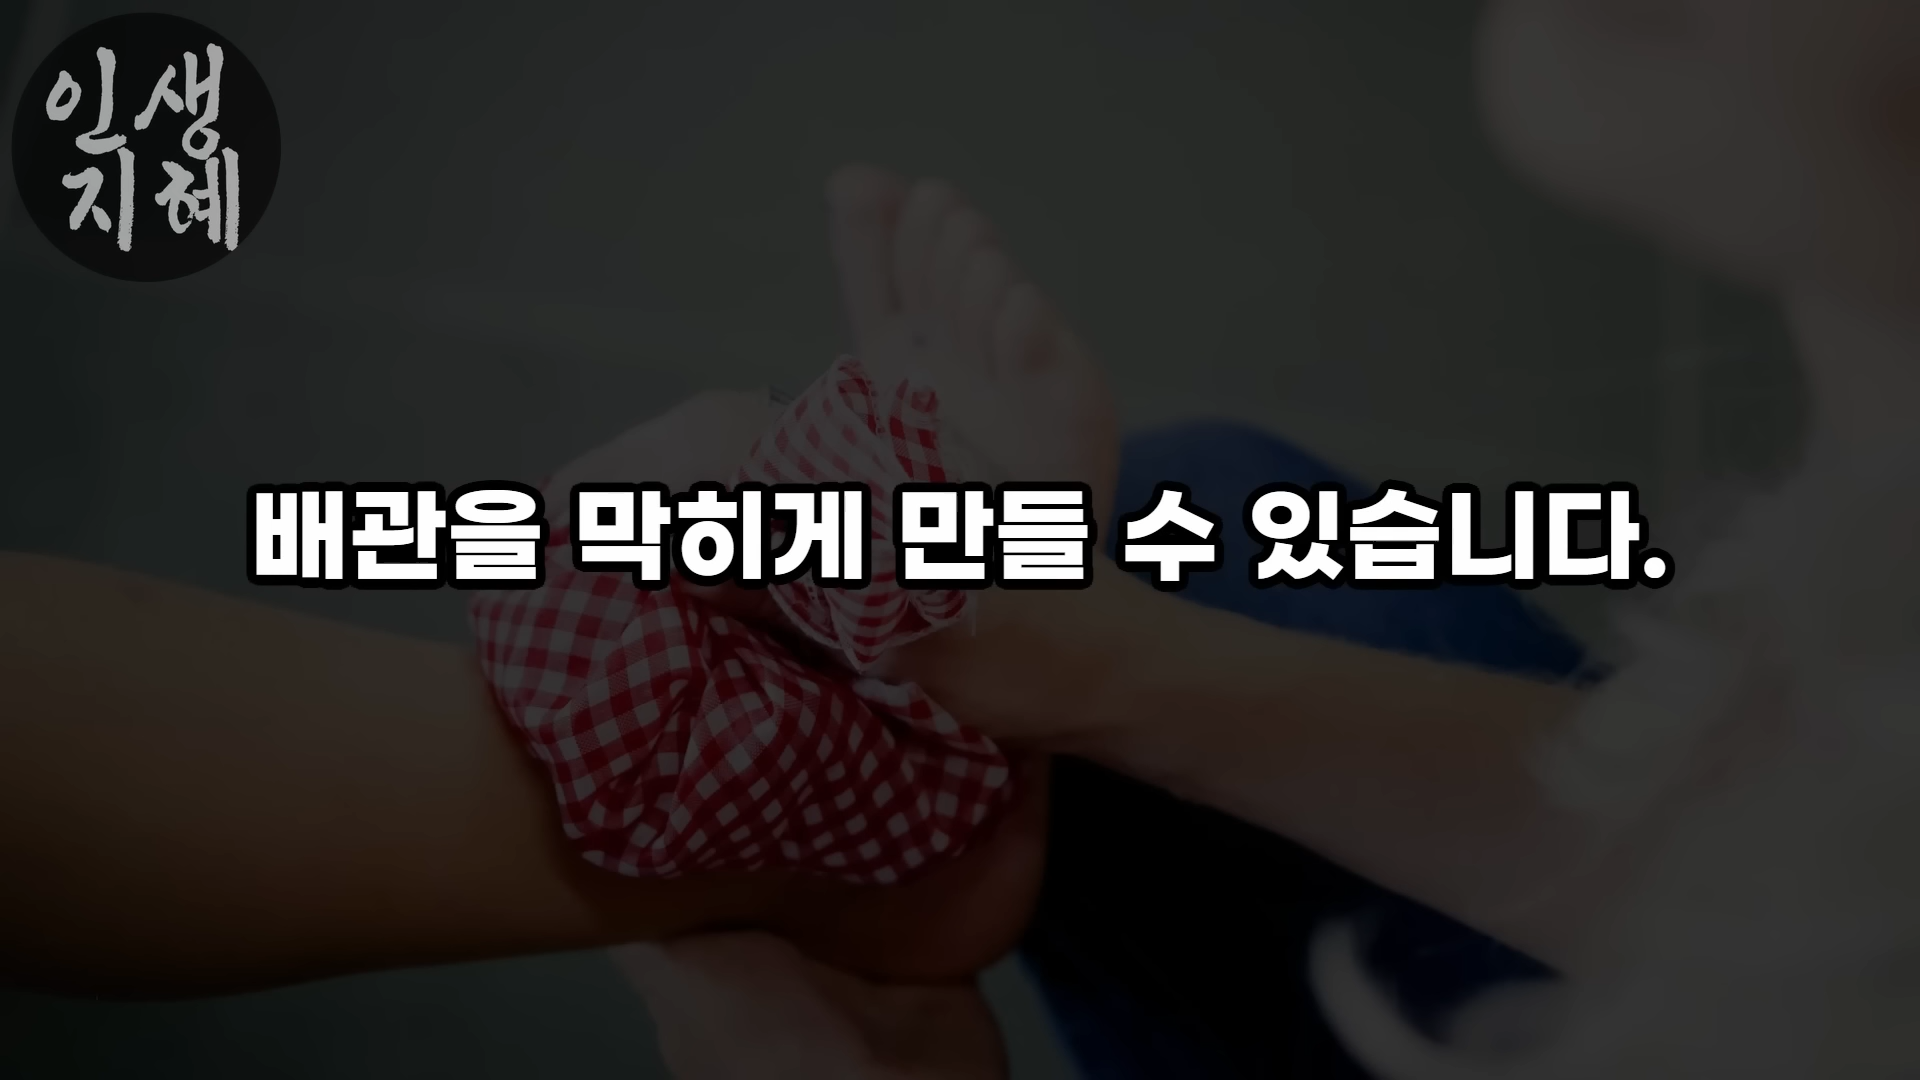 인생
지혜
배관을 막히게 만들 수 있습니다.